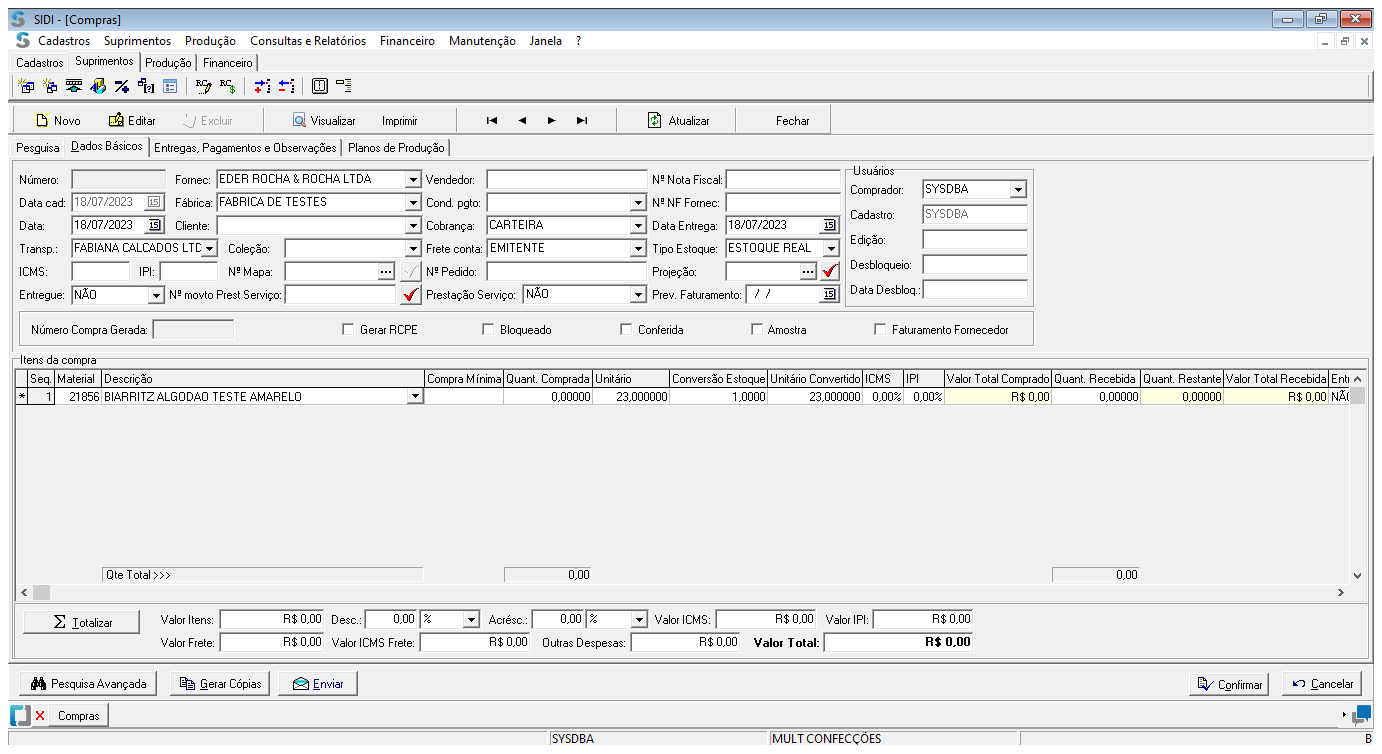 SIDI - [Compras]
Cadastros Suprimentos Produção Consultas e Relatórios Financeiro Manutenção Janela ?
Cadastros Suprimentos Produção Financeiro
Novo Editar Excluir Visualizar Imprimir Atualizar Fechar
Pesquisa Dados Básicos Entregas, Pagamentos e Observações Planos de Produção
Usuários
Número: Fornec: EDER ROCHA & ROCHA LTDA Vendedor: Nº Nota Fiscal: Comprador: SYSDBA
Data cad: 18/07/2023 15 Fábrica: FABRICA DE TESTES Cond. pgto: Nº NF Fornec: Cadastro: SYSDBA
Data: 18/07/2023 15 Cliente: Cobrança: CARTEIRA Data Entrega: 18/07/2023 15 Edição:
Transp.: FABIANA CALCADOS LTC Coleção: Frete conta: EMITENTE Tipo Estoque: ESTOQUE REAL
ICMS: IPI: Nº Mapa: ... Nº Pedido: Projeção: ... Desbloqueio:
Entregue: NÃO Nº movto Prest Serviço: Prestação Serviço: NÃO Prev. Faturamento: / / 15 Data Desbloq.:
Número Compra Gerada: Gerar RCPE Bloqueado Conferida Amostra Faturamento Fornecedor
Itens da compra
Seq. Material Descrição Compra Mínima Quant. Comprada Unitário Conversão Estoque Unitário Convertido ICMS IPI Valor Total Comprado Quant. Recebida Quant. Restante Valor Total Recebida Entr
* 1 21856 BIARRITZ ALGODAO TESTE AMARELO 0,00000 23,000000 1,0000 23,000000 0,00% 0,00% R$ 0,00 0,00000 0,00000 R$ 0,00 NÃO
Qte Total >>> 0,00 0,00
Σ Totalizar Valor Itens: R$ 0,00 Desc.: 0,00 % Acrésc.: 0,00 % Valor ICMS: R$ 0,00 Valor IPI: R$ 0,00
Valor Frete: R$ 0,00 Valor ICMS Frete: R$ 0,00 Outras Despesas: R$ 0,00 Valor Total: R$ 0,00
Pesquisa Avançada Gerar Cópias Enviar Confirmar Cancelar
Compras
SYSDBA MULT CONFECÇÕES B